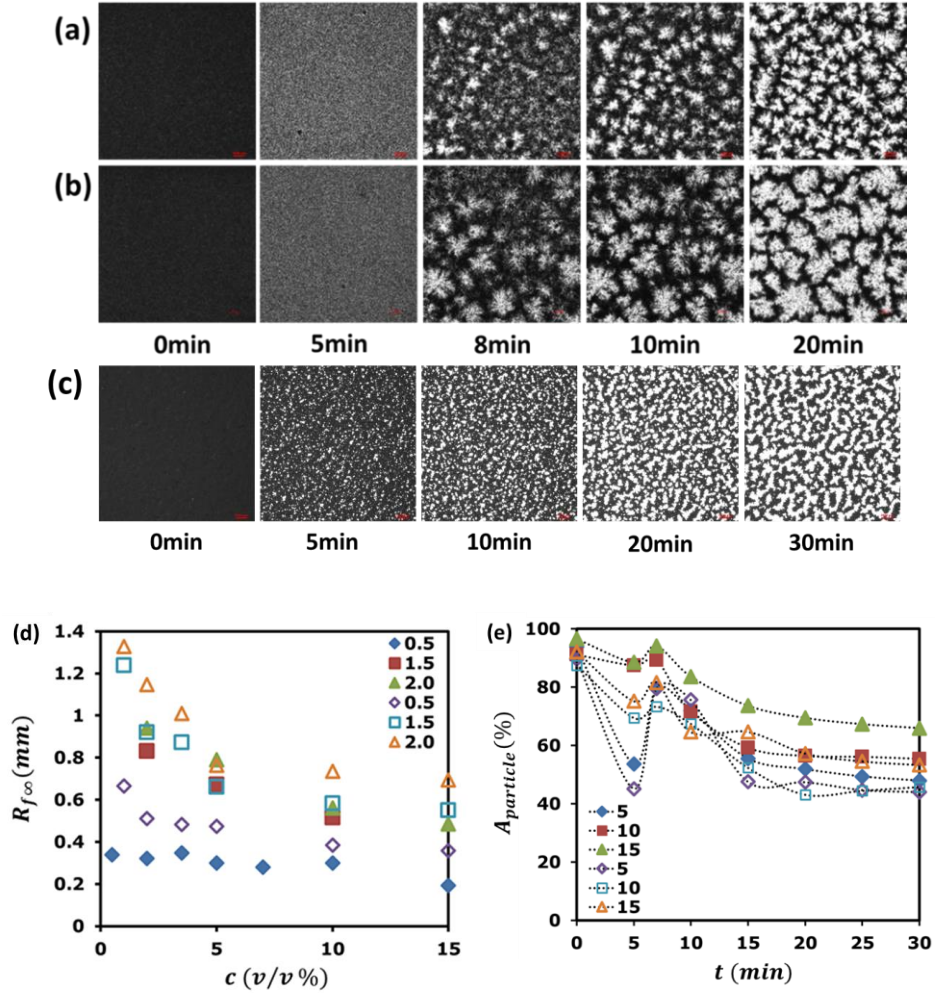 (a)
(b)
0min 5min 8min 10min 20min
(c)
0min 5min 10min 20min 30min
(d)
1.4
1.2
1
0.8
0.6
0.4
0.2
0
0 5 10 15
R_{f∞} (mm)
c (v/v %)
0.5
1.5
2.0
0.5
1.5
2.0
(e)
100
80
60
40
20
0
0 5 10 15 20 25 30
A_{particle} (%)
t (min)
5
10
15
5
10
15